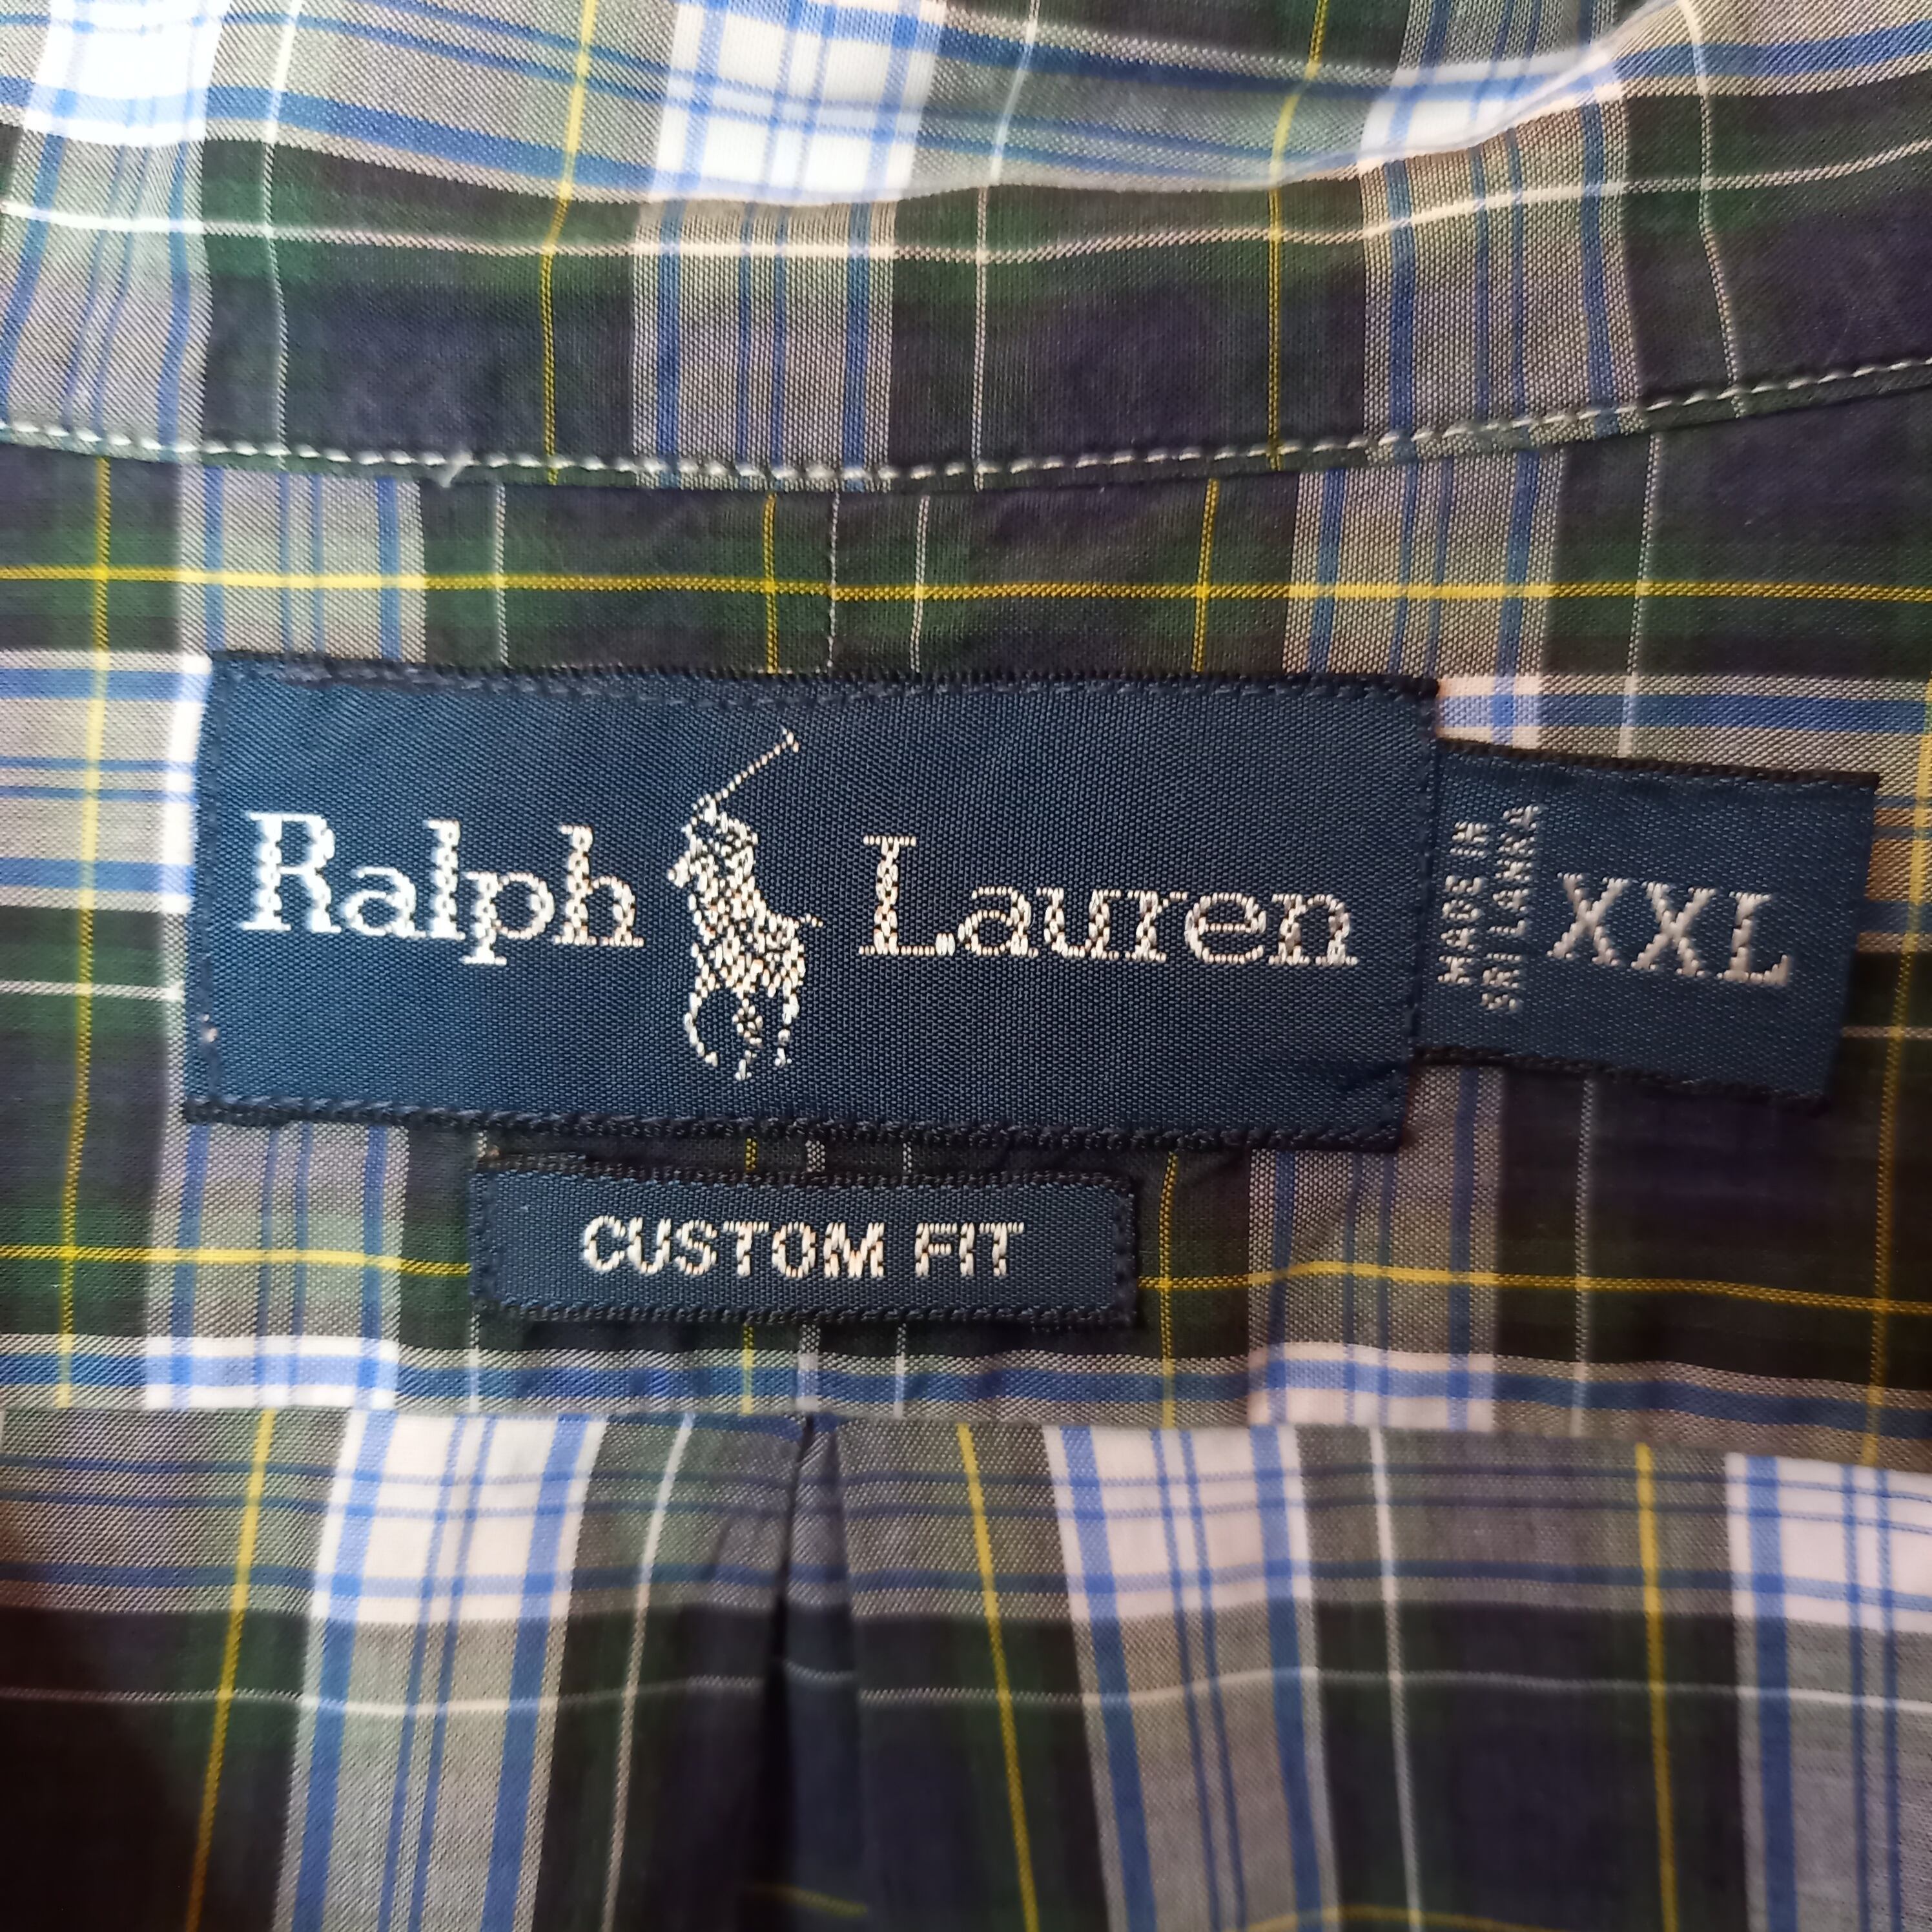 Ralph Lauren
MADE IN
SRI LANKA
XXL
CUSTOM FIT